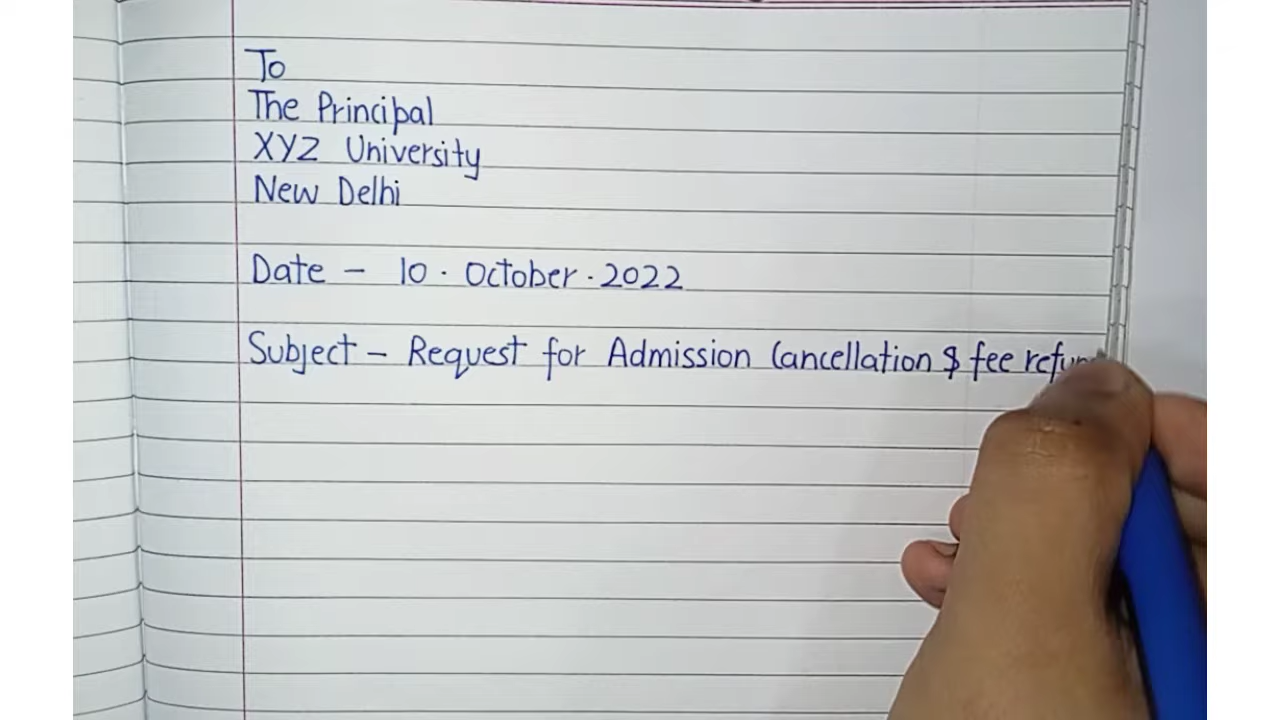 To
The Principal
XYZ University
New Delhi
Date - 10 . October . 2022
Subject - Request for Admission Cancellation & fee